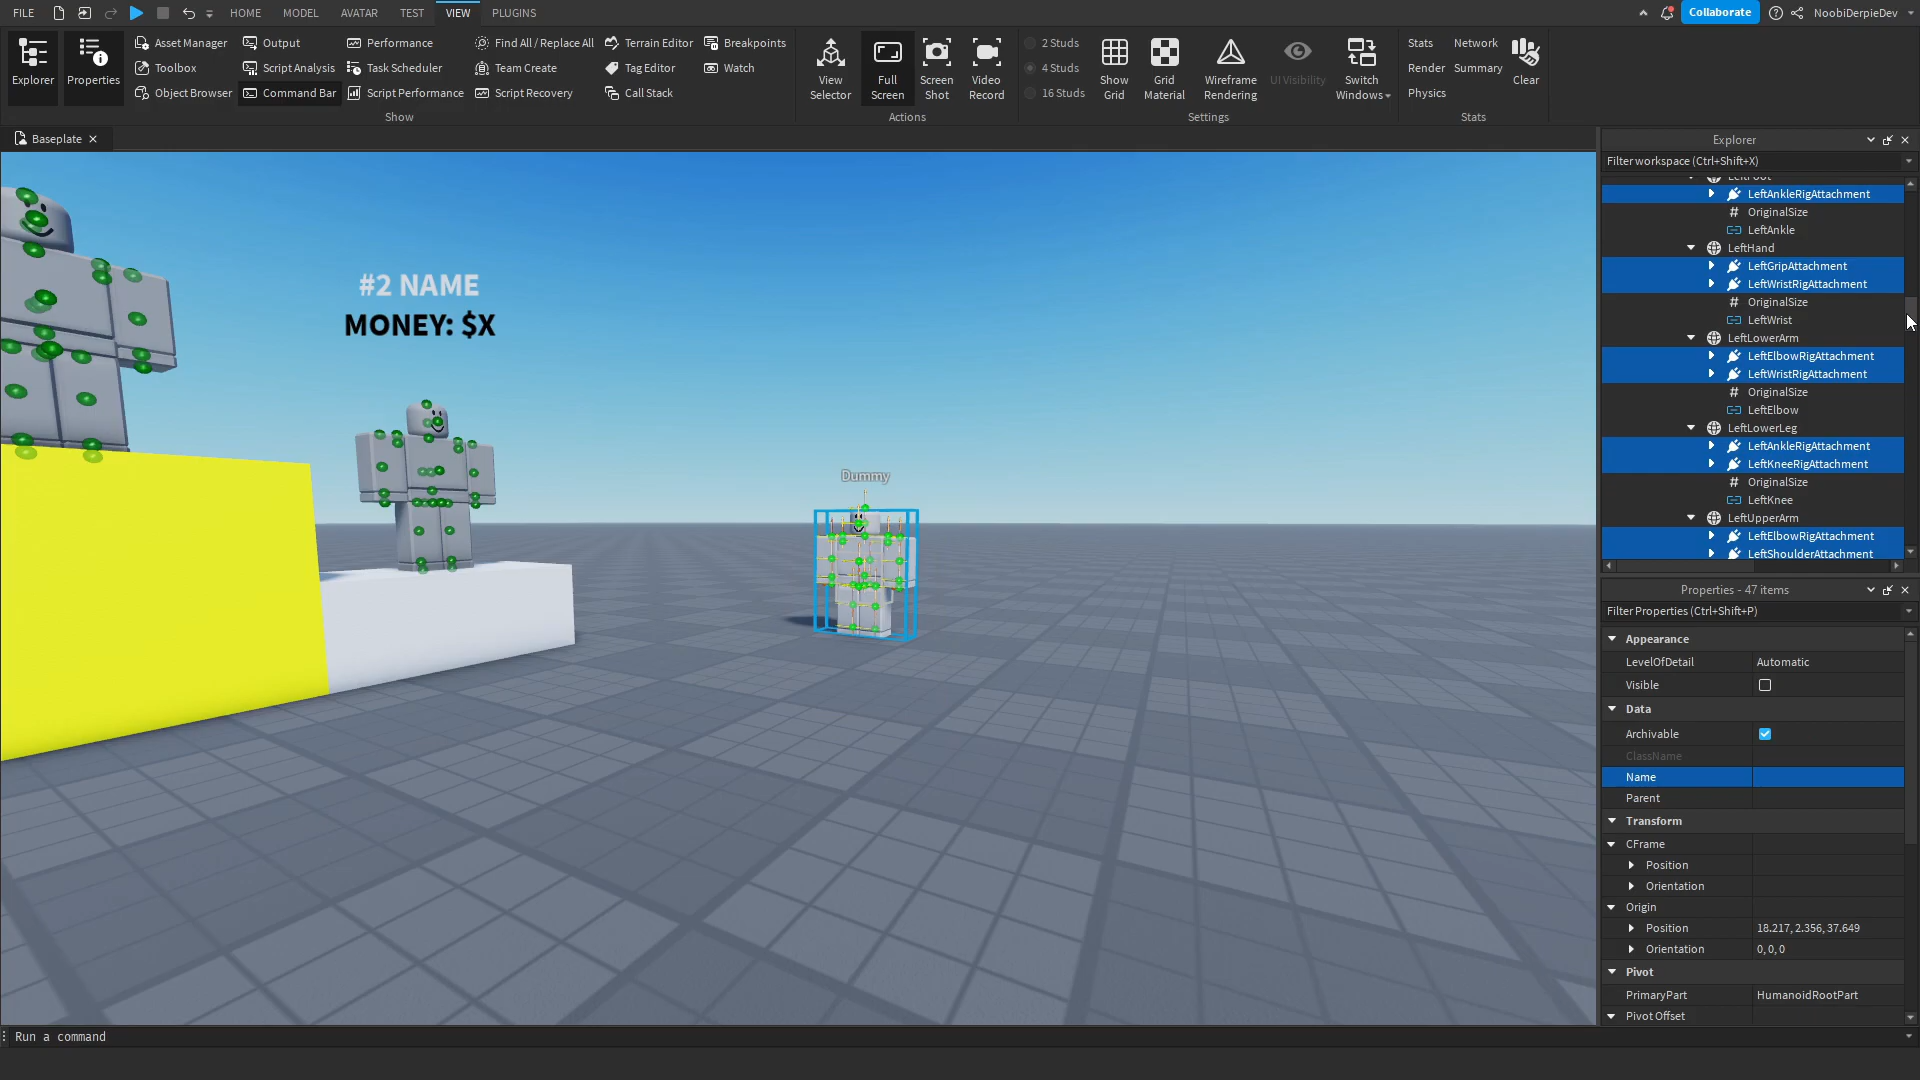 FILE
HOME
MODEL
AVATAR
TEST
VIEW
PLUGINS
Collaborate
NoobiDerpieDev
Explorer
Properties
Asset Manager
Toolbox
Object Browser
Output
Script Analysis
Command Bar
Performance
Task Scheduler
Script Performance
Find All / Replace All
Team Create
Script Recovery
Terrain Editor
Tag Editor
Call Stack
Breakpoints
Watch
Show
View
Selector
Full
Screen
Screen
Shot
Video
Record
Actions
2 Studs
4 Studs
16 Studs
Show
Grid
Grid
Material
Wireframe
Rendering
UI Visibility
Switch
Windows
Settings
Stats
Render
Physics
Network
Summary
Clear
Stats
Baseplate
#2 NAME
MONEY: $X
Dummy
Explorer
Filter workspace (Ctrl+Shift+X)
LeftFoot
LeftAnkleRigAttachment
OriginalSize
LeftAnkle
LeftHand
LeftGripAttachment
LeftWristRigAttachment
OriginalSize
LeftWrist
LeftLowerArm
LeftElbowRigAttachment
LeftWristRigAttachment
OriginalSize
LeftElbow
LeftLowerLeg
LeftAnkleRigAttachment
LeftKneeRigAttachment
OriginalSize
LeftKnee
LeftUpperArm
LeftElbowRigAttachment
LeftShoulderAttachment
Properties - 47 items
Filter Properties (Ctrl+Shift+P)
Appearance
LevelOfDetail Automatic
Visible
Data
Archivable
ClassName
Name
Parent
Transform
CFrame
Position
Orientation
Origin
Position 18.217, 2.356, 37.649
Orientation 0, 0, 0
Pivot
PrimaryPart HumanoidRootPart
Pivot Offset
Run a command